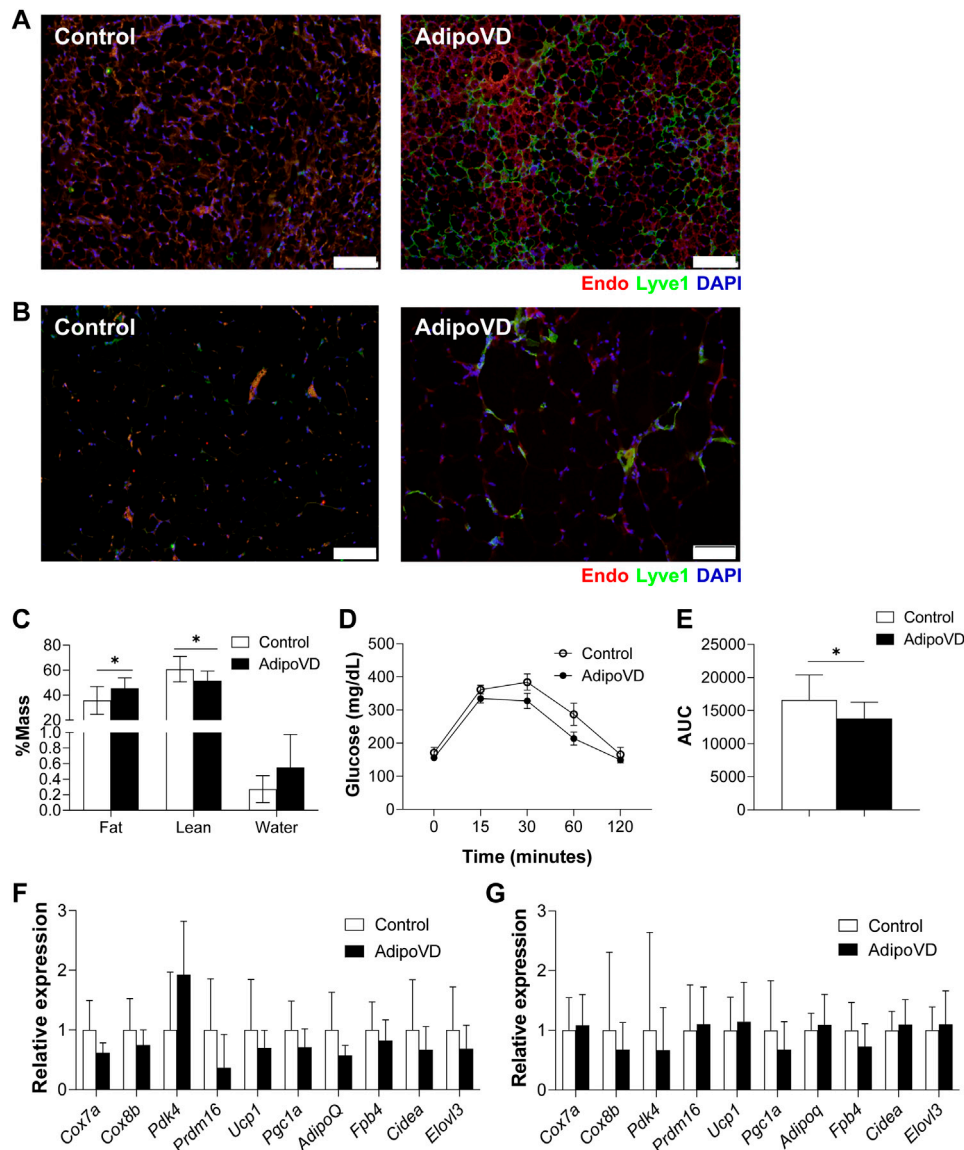 A
Control
AdipoVD
Endo Lyve1 DAPI
B
Control
AdipoVD
Endo Lyve1 DAPI
C
%Mass
80
60
40
20
1.0
0.8
0.6
0.4
0.2
0.0
Fat Lean Water
*
*
Control
AdipoVD
D
Glucose (mg/dL)
500
400
300
200
100
0
0 15 30 60 120
Time (minutes)
Control
AdipoVD
E
Control
AdipoVD
AUC
25000
20000
15000
10000
5000
0
*
F
Relative expression
3
2
1
0
Control
AdipoVD
Cox7a Cox8b Pdk4 Prdm16 Ucp1 Pgc1a AdipoQ Fpb4 Cidea Elovl3
G
Relative expression
3
2
1
0
Control
AdipoVD
Cox7a Cox8b Pdk4 Prdm16 Ucp1 Pgc1a Adipoq Fpb4 Cidea Elovl3